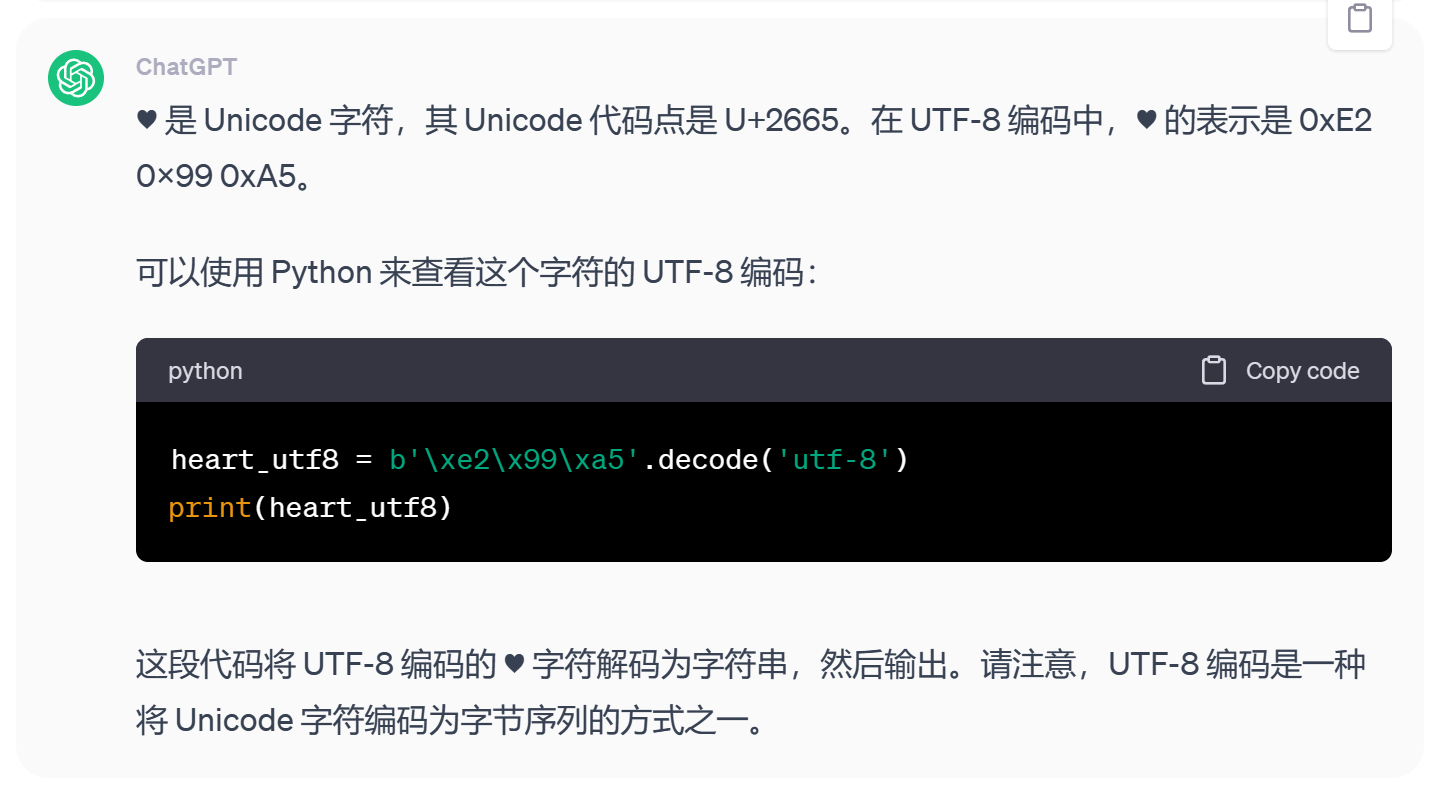 ChatGPT
♥ 是 Unicode 字符，其 Unicode 代码点是 U+2665。在 UTF-8 编码中，♥ 的表示是 0xE2
0×99 0xA5。
可以使用 Python 来查看这个字符的 UTF-8 编码：
python
Copy code
heart_utf8 = b'\xe2\x99\xa5'.decode('utf-8')
print(heart_utf8)
这段代码将 UTF-8 编码的 ♥ 字符解码为字符串，然后输出。请注意，UTF-8 编码是一种
将 Unicode 字符编码为字节序列的方式之一。